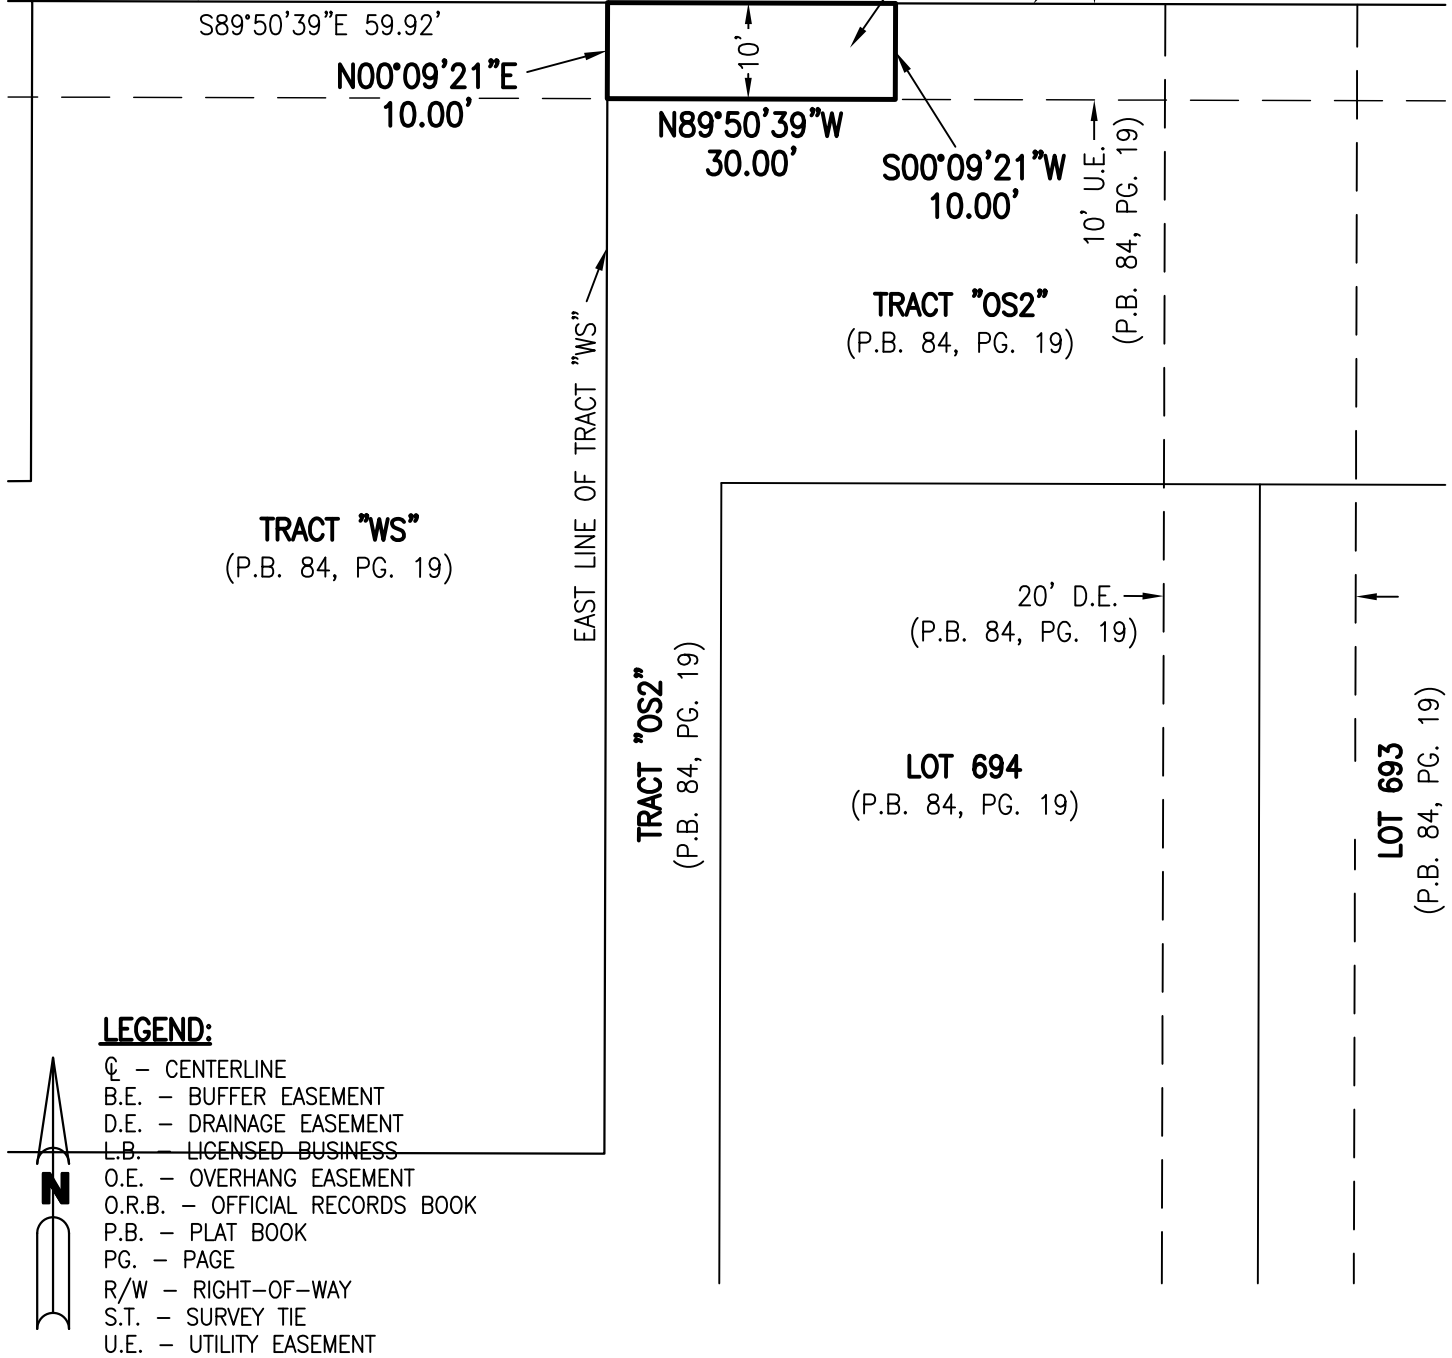 S89°50'39"E 59.92'
N00°09'21"E
10.00'
10'
N89°50'39"W
30.00'
S00°09'21"W
10.00'
10' U.E.
(P.B. 84, PG. 19)
TRACT "OS2"
(P.B. 84, PG. 19)
EAST LINE OF TRACT "WS"
TRACT "WS"
(P.B. 84, PG. 19)
20' D.E.
(P.B. 84, PG. 19)
TRACT "OS2"
(P.B. 84, PG. 19)
LOT 694
(P.B. 84, PG. 19)
LOT 693
(P.B. 84, PG. 19)
LEGEND:
℄ - CENTERLINE
B.E. - BUFFER EASEMENT
D.E. - DRAINAGE EASEMENT
L.B. - LICENSED BUSINESS
O.E. - OVERHANG EASEMENT
O.R.B. - OFFICIAL RECORDS BOOK
P.B. - PLAT BOOK
PG. - PAGE
R/W - RIGHT-OF-WAY
S.T. - SURVEY TIE
U.E. - UTILITY EASEMENT
N